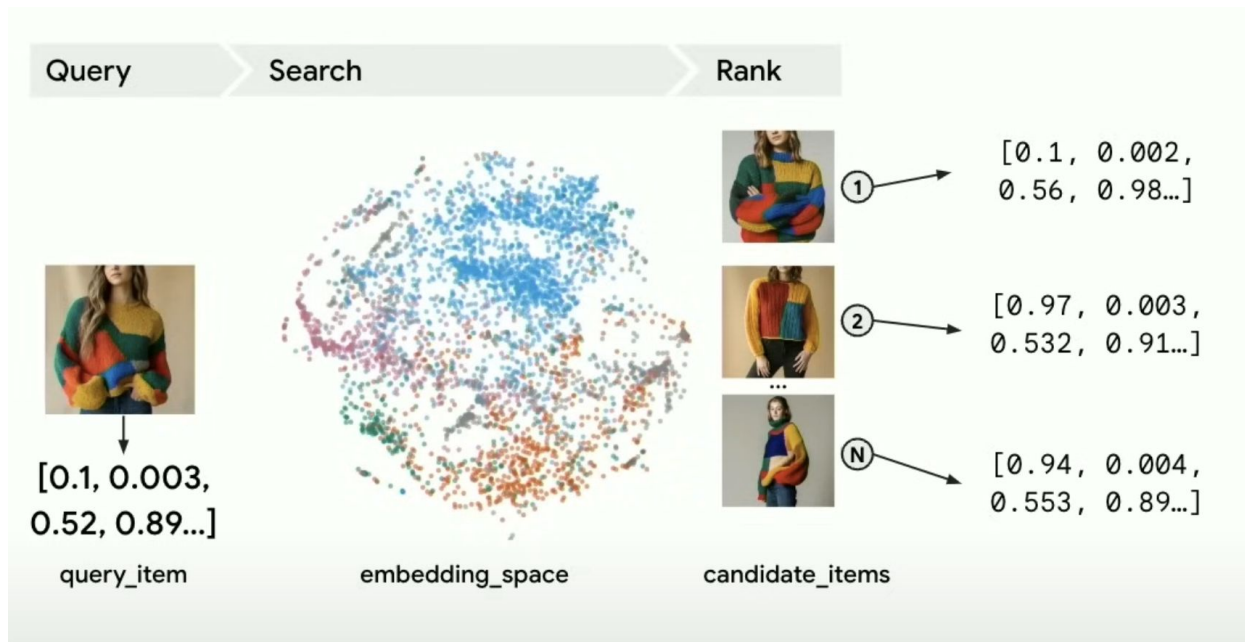 Query
Search
Rank
1
[0.1, 0.002,
0.56, 0.98…]
2
[0.97, 0.003,
0.532, 0.91…]
...
N
[0.94, 0.004,
0.553, 0.89…]
[0.1, 0.003,
0.52, 0.89...]
query_item
embedding_space
candidate_items